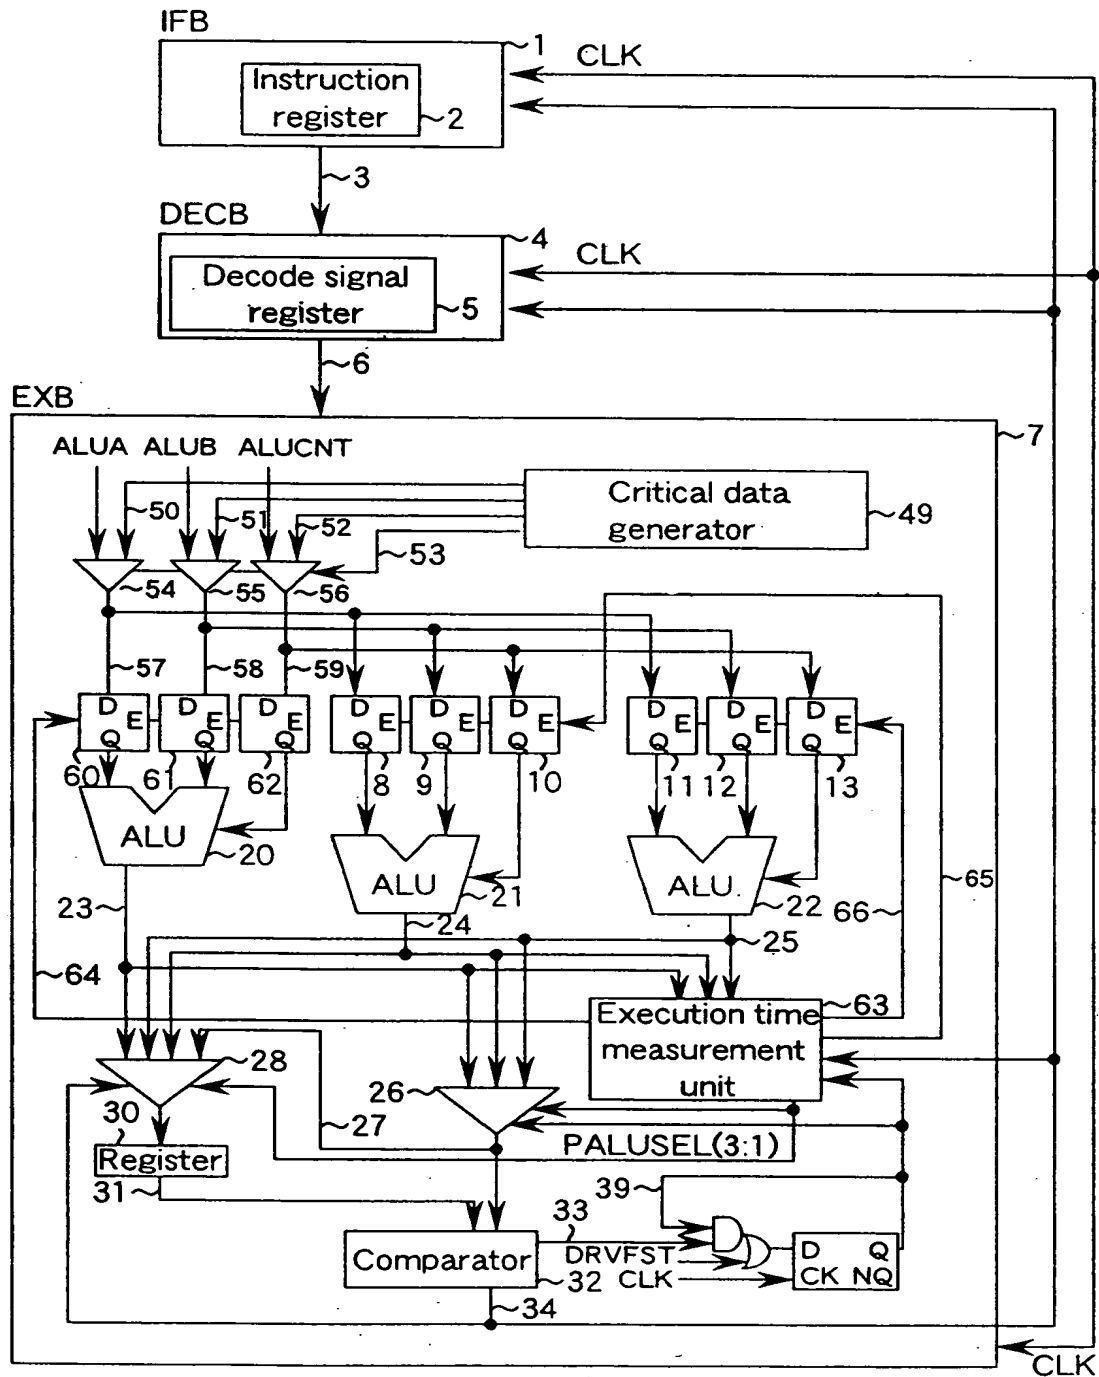 IFB
1
CLK
Instruction
register
2
3
DECB
4
CLK
Decode signal
register
5
6
EXB
7
ALUA ALUB ALUCNT
50 51 52
Critical data
generator
49
53
54 55 56
57 58 59
D E Q
D E Q
D E Q
D E Q
D E Q
D E Q
D E Q
D E Q
D E Q
60 61 62 8 9 10 11 12 13
ALU
20
ALU
21
ALU.
22
65
66
23
24
25
64
63
Execution time
measurement
unit
28
26
27
PALUSEL(3:1)
30
Register
31
39
33
Comparator
32
DRVFST
CLK
D Q
CK NQ
34
CLK